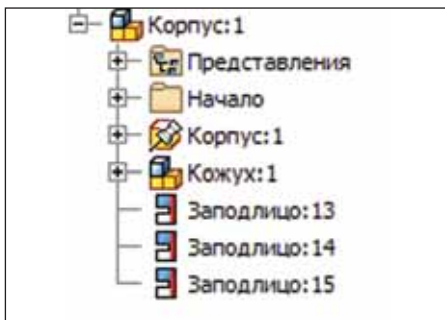 Корпус:1
Представления
Начало
Корпус:1
Кожух:1
Заподлицо:13
Заподлицо:14
Заподлицо:15